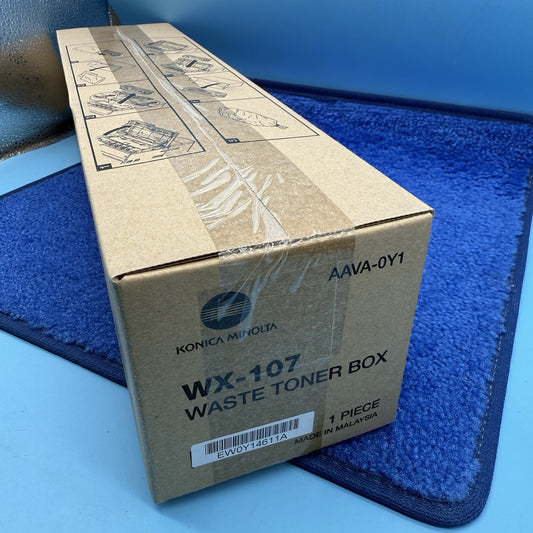 AAVA-0Y1
KONICA MINOLTA
WX-107
WASTE TONER BOX
1 PIECE
MADE IN MALAYSIA
EW0Y14611A